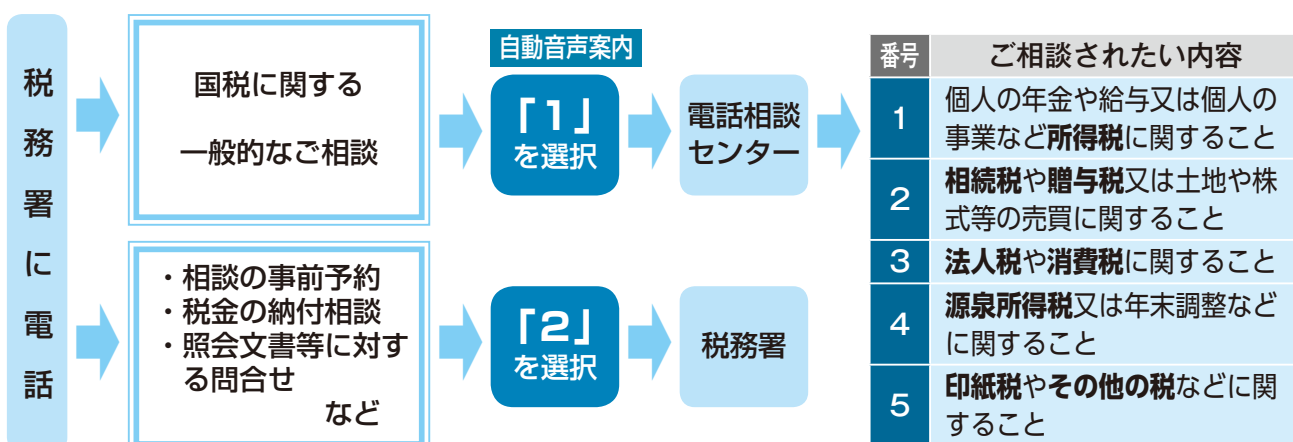 税務署に電話
国税に関する
一般的なご相談
自動音声案内
「1」
を選択
電話相談
センター
・相談の事前予約
・税金の納付相談
・照会文書等に対す
る問合せ
など
「2」
を選択
税務署
番号 ご相談されたい内容
1 個人の年金や給与又は個人の
事業など所得税に関すること
2 相続税や贈与税又は土地や株
式等の売買に関すること
3 法人税や消費税に関すること
4 源泉所得税又は年末調整など
に関すること
5 印紙税やその他の税などに関
すること